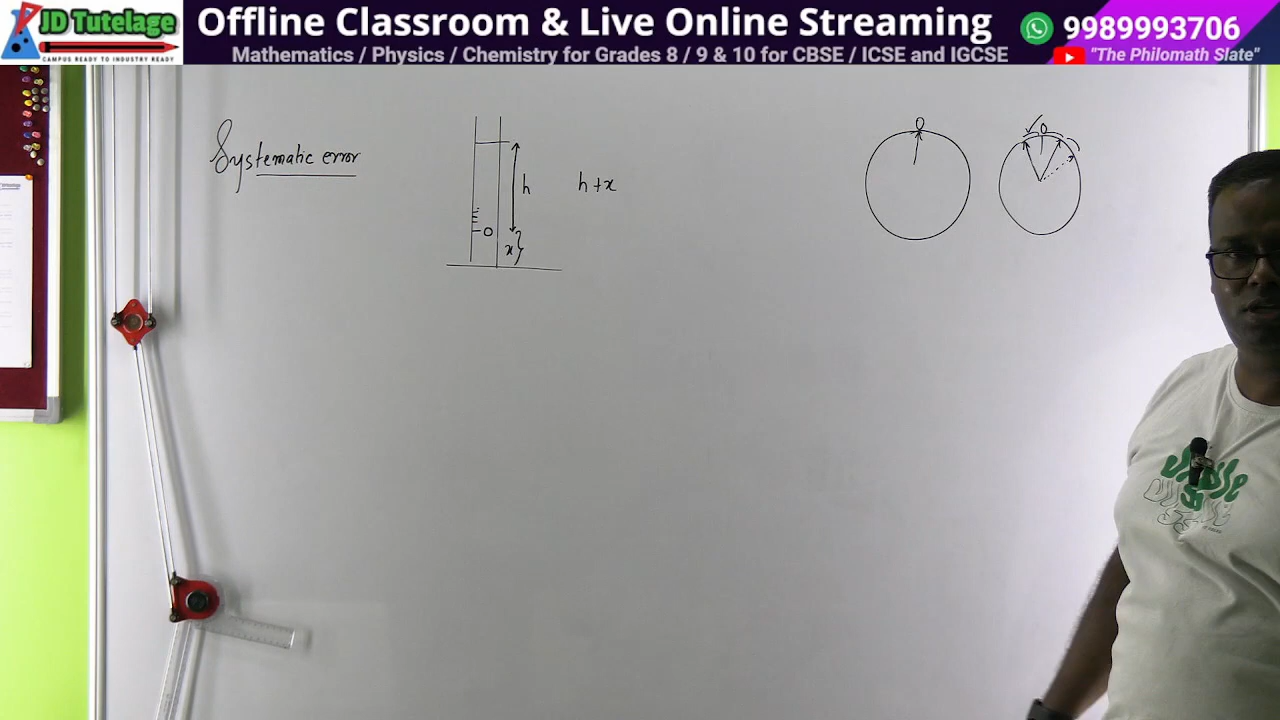 JD Tutelage
CAMPUS READY TO INDUSTRY READY
Offline Classroom & Live Online Streaming
Mathematics / Physics / Chemistry for Grades 8 / 9 & 10 for CBSE / ICSE and IGCSE
9989993706
"The Philomath Slate"
Systematic error
h
h + x
0
x
0
0